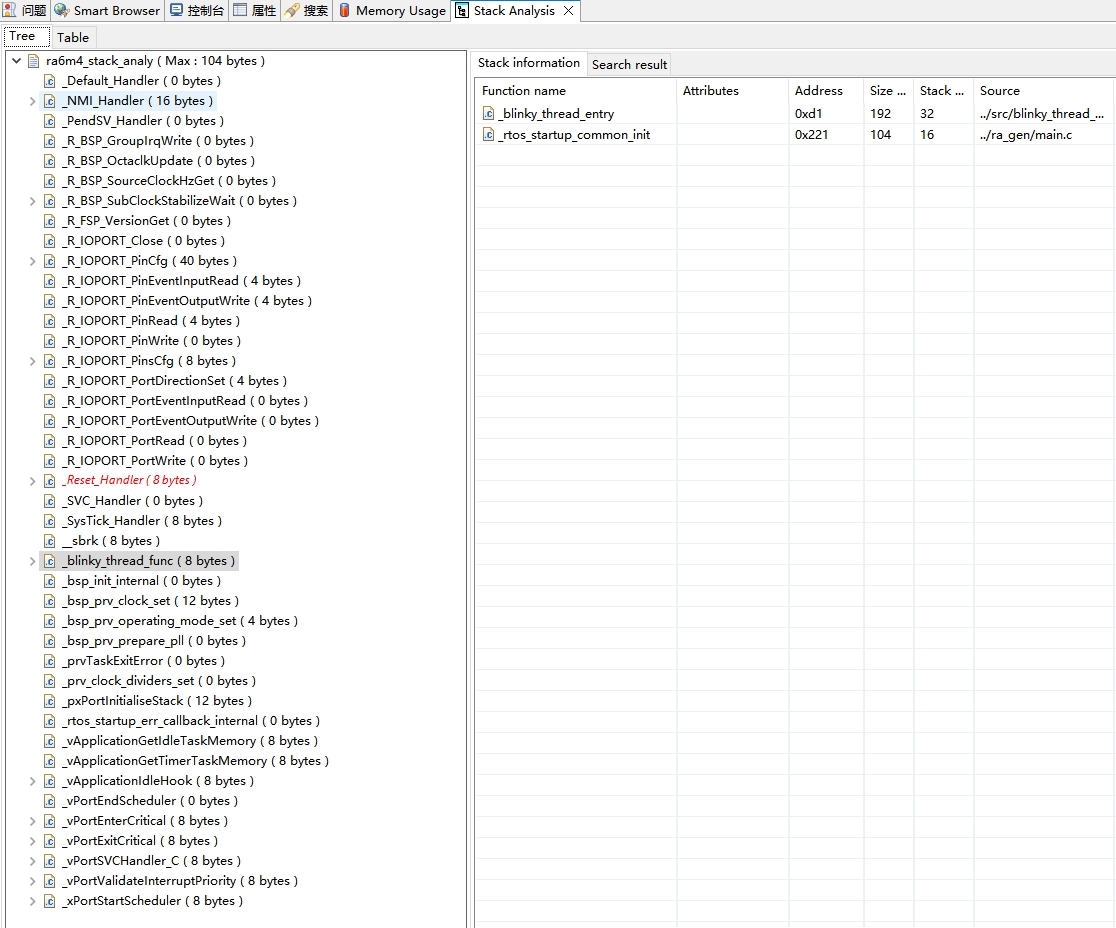 问题 Smart Browser 控制台 属性 搜索 Memory Usage Stack Analysis
Tree Table
ra6m4_stack_analy ( Max : 104 bytes )
_Default_Handler ( 0 bytes )
_NMI_Handler ( 16 bytes )
_PendSV_Handler ( 0 bytes )
_R_BSP_GroupIrqWrite ( 0 bytes )
_R_BSP_OctaclkUpdate ( 0 bytes )
_R_BSP_SourceClockHzGet ( 0 bytes )
_R_BSP_SubClockStabilizeWait ( 0 bytes )
_R_FSP_VersionGet ( 0 bytes )
_R_IOPORT_Close ( 0 bytes )
_R_IOPORT_PinCfg ( 40 bytes )
_R_IOPORT_PinEventInputRead ( 4 bytes )
_R_IOPORT_PinEventOutputWrite ( 4 bytes )
_R_IOPORT_PinRead ( 4 bytes )
_R_IOPORT_PinWrite ( 0 bytes )
_R_IOPORT_PinsCfg ( 8 bytes )
_R_IOPORT_PortDirectionSet ( 4 bytes )
_R_IOPORT_PortEventInputRead ( 0 bytes )
_R_IOPORT_PortEventOutputWrite ( 0 bytes )
_R_IOPORT_PortRead ( 0 bytes )
_R_IOPORT_PortWrite ( 0 bytes )
_Reset_Handler ( 8 bytes )
_SVC_Handler ( 0 bytes )
_SysTick_Handler ( 8 bytes )
__sbrk ( 8 bytes )
_blinky_thread_func ( 8 bytes )
_bsp_init_internal ( 0 bytes )
_bsp_prv_clock_set ( 12 bytes )
_bsp_prv_operating_mode_set ( 4 bytes )
_bsp_prv_prepare_pll ( 0 bytes )
_prvTaskExitError ( 0 bytes )
_prv_clock_dividers_set ( 0 bytes )
_pxPortInitialiseStack ( 12 bytes )
_rtos_startup_err_callback_internal ( 0 bytes )
_vApplicationGetIdleTaskMemory ( 8 bytes )
_vApplicationGetTimerTaskMemory ( 8 bytes )
_vApplicationIdleHook ( 8 bytes )
_vPortEndScheduler ( 0 bytes )
_vPortEnterCritical ( 8 bytes )
_vPortExitCritical ( 8 bytes )
_vPortSVCHandler_C ( 8 bytes )
_vPortValidateInterruptPriority ( 8 bytes )
_xPortStartScheduler ( 8 bytes )
Stack information Search result
Function name Attributes Address Size ... Stack ... Source
_blinky_thread_entry 0xd1 192 32 ../src/blinky_thread_...
_rtos_startup_common_init 0x221 104 16 ../ra_gen/main.c